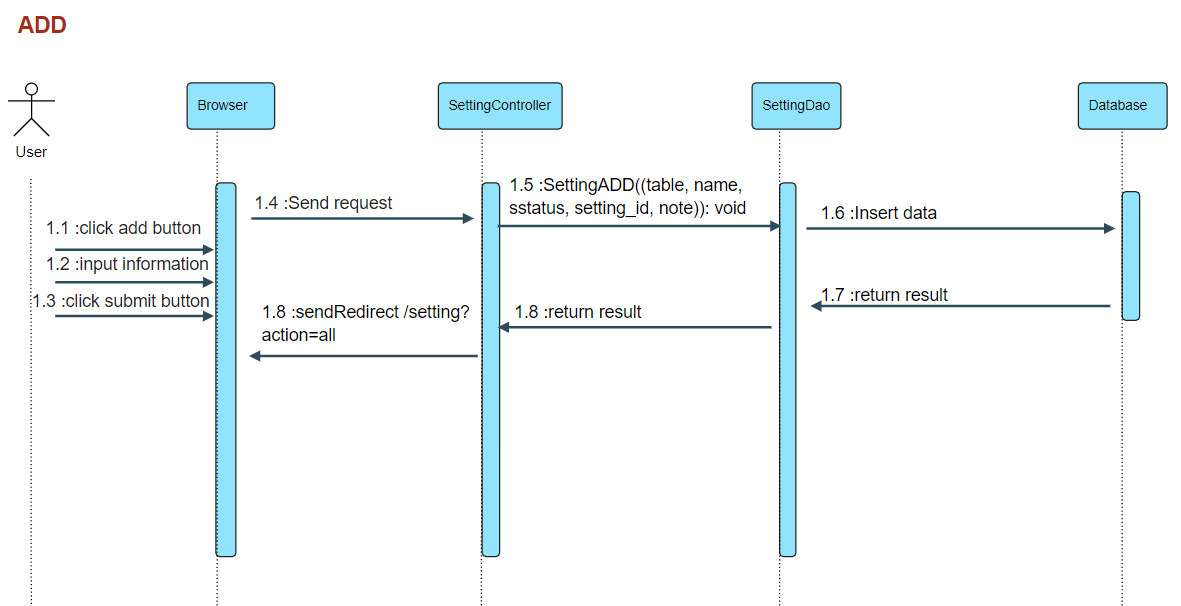 ADD
User
Browser
SettingController
SettingDao
Database
1.1 :click add button
1.2 :input information
1.3 :click submit button
1.4 :Send request
1.5 :SettingADD((table, name,
sstatus, setting_id, note)): void
1.6 :Insert data
1.7 :return result
1.8 :return result
1.8 :sendRedirect /setting?
action=all